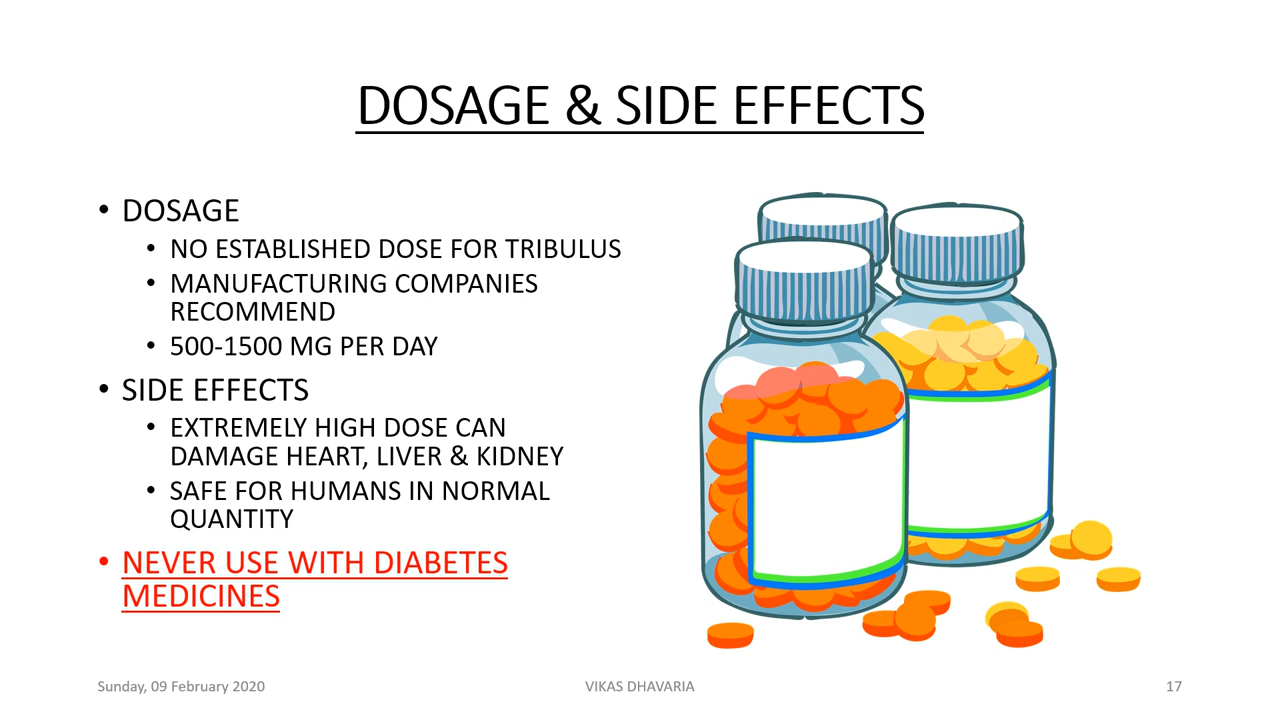 DOSAGE & SIDE EFFECTS
• DOSAGE
• NO ESTABLISHED DOSE FOR TRIBULUS
• MANUFACTURING COMPANIES
RECOMMEND
• 500-1500 MG PER DAY
• SIDE EFFECTS
• EXTREMELY HIGH DOSE CAN
DAMAGE HEART, LIVER & KIDNEY
• SAFE FOR HUMANS IN NORMAL
QUANTITY
• NEVER USE WITH DIABETES
MEDICINES
Sunday, 09 February 2020
VIKAS DHAVARIA
17